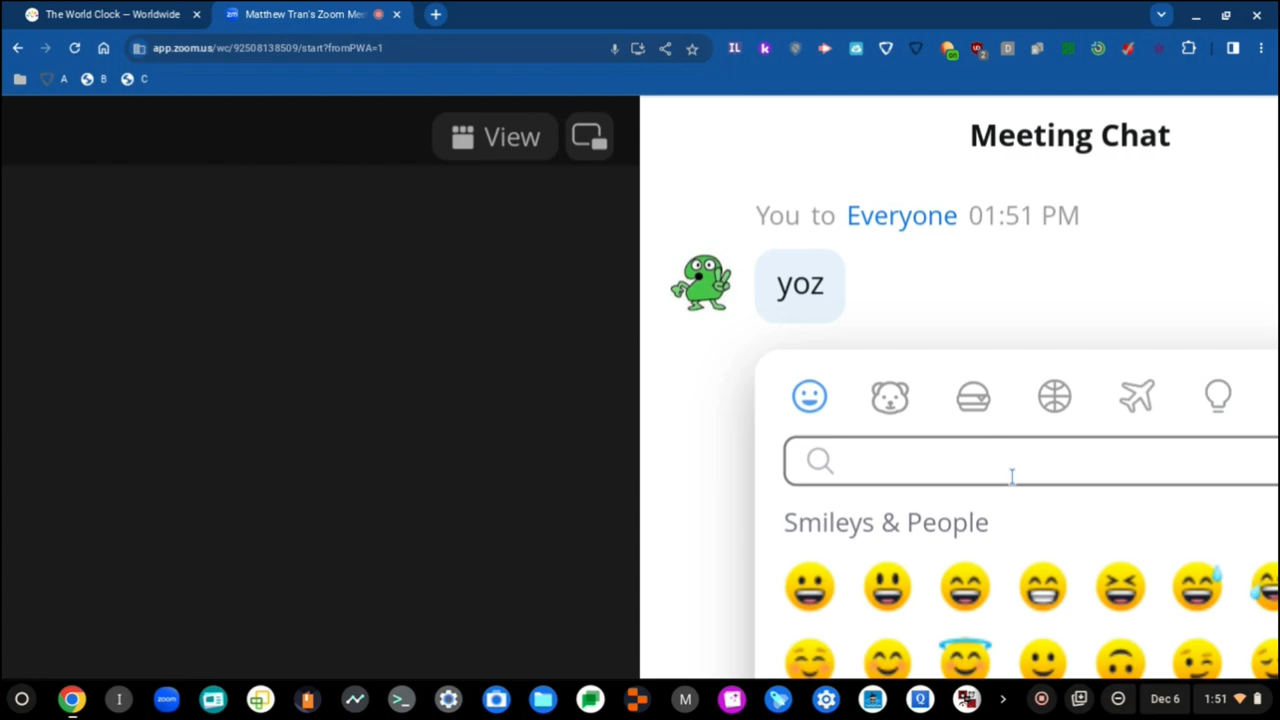 The World Clock — Worldwide
Matthew Tran's Zoom Mee
app.zoom.us/wc/92508138509/start?fromPWA=1
A B C
View
Meeting Chat
You to Everyone 01:51 PM
yoz
Smileys & People
Dec 6
1:51